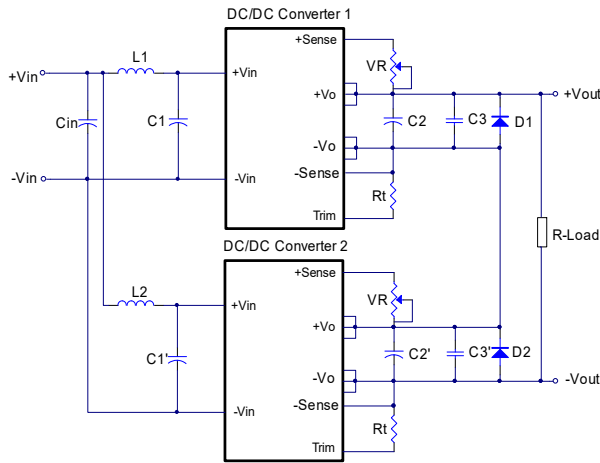 DC/DC Converter 1
+Sense
L1
VR
+Vin
+Vin
+Vo
+Vout
Cin
C1
C2
C3
D1
-Vo
-Vin
-Vin
-Sense
Rt
Trim
R-Load
DC/DC Converter 2
+Sense
L2
VR
+Vin
+Vo
C1'
C2'
C3'
D2
-Vo
-Vout
-Vin
-Sense
Rt
Trim